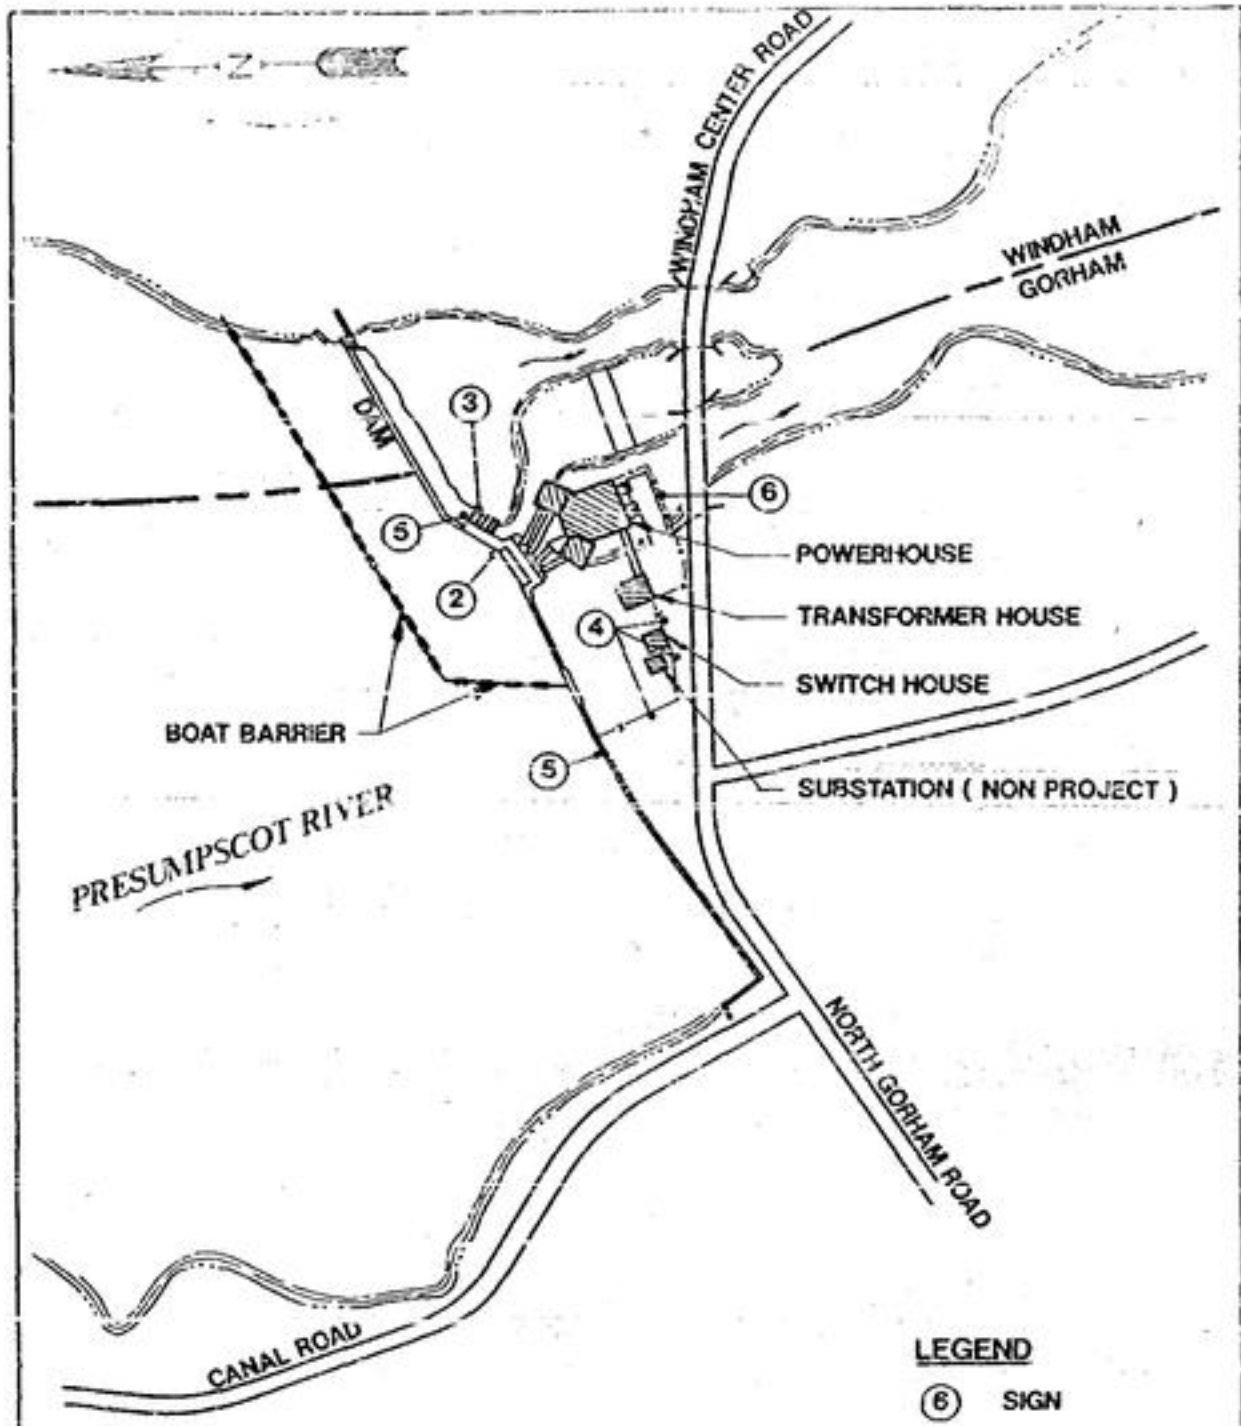 N
WINDHAM CENTER ROAD
WINDHAM
GORHAM
DAM
3
6
5
POWERHOUSE
2
TRANSFORMER HOUSE
4
SWITCH HOUSE
BOAT BARRIER
5
SUBSTATION ( NON PROJECT )
PRESUMPSCOT RIVER
NORTH GORHAM ROAD
CANAL ROAD
LEGEND
6 SIGN